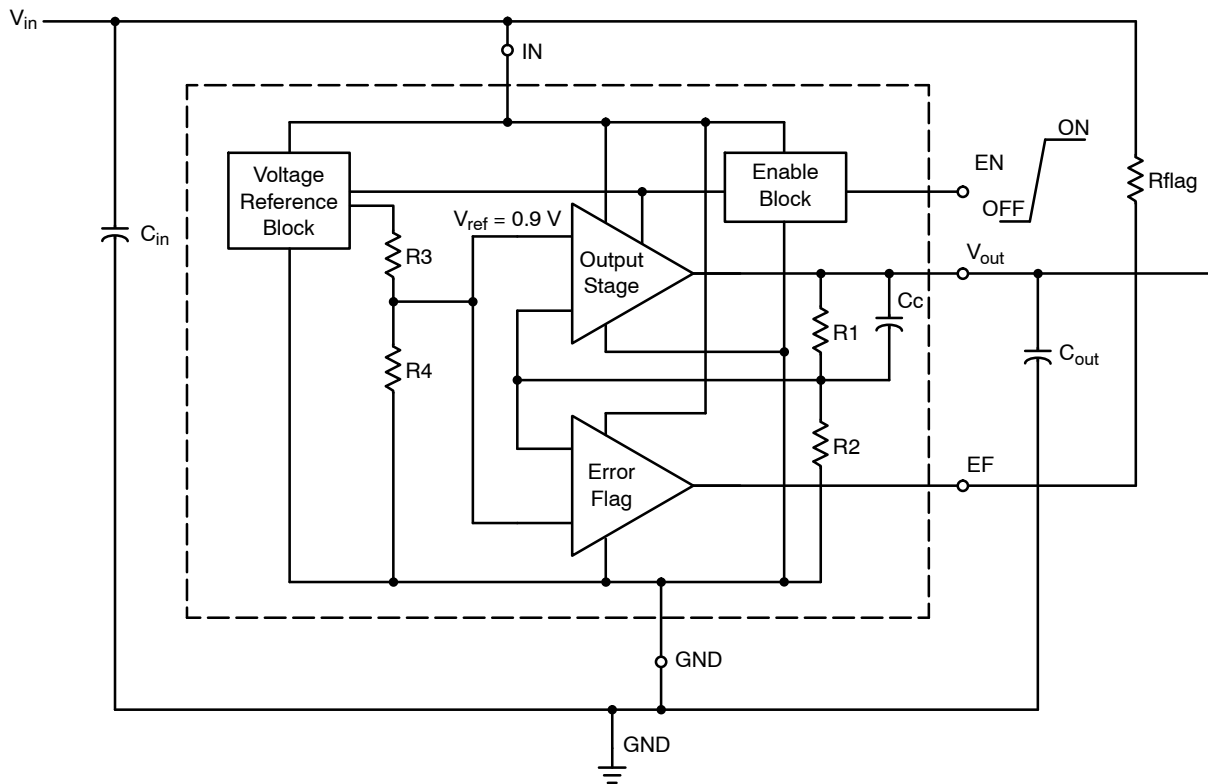 Vin
IN
ON
Voltage
Reference
Block
Enable
Block
EN
Rflag
OFF
Vref = 0.9 V
Cin
R3
Output
Stage
Vout
Cc
R1
R4
Cout
R2
Error
Flag
EF
GND
GND